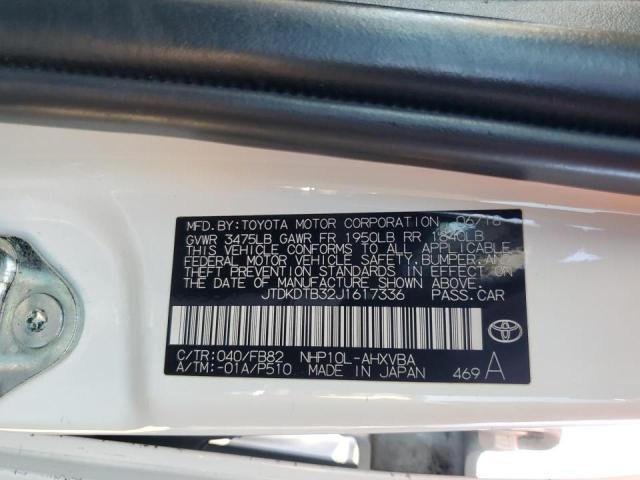 MFD. BY: TOYOTA MOTOR CORPORATION 06/18
GVWR 3475LB GAWR FR 1950LB RR 1840LB
THIS VEHICLE CONFORMS TO ALL APPLICABLE
FEDERAL MOTOR VEHICLE SAFETY, BUMPER, AND
THEFT PREVENTION STANDARDS IN EFFECT ON
THE DATE OF MANUFACTURE SHOWN ABOVE.
JTDKDTB32J1617336 PASS.CAR
C/TR: 040/FB82 NHP10L-AHXVBA
A/TM: -01A/P510 MADE IN JAPAN 469 A